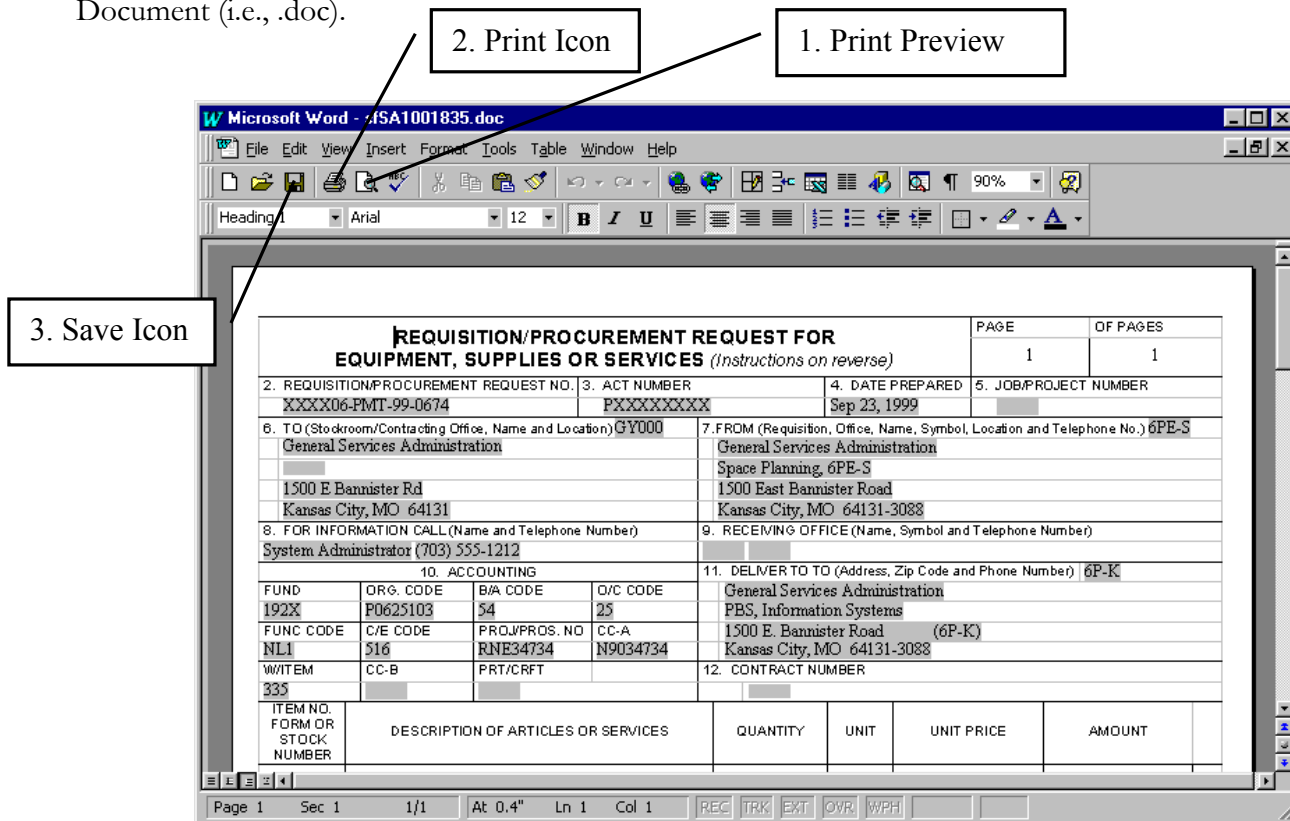 Document (i.e., .doc).
2. Print Icon
1. Print Preview
3. Save Icon
Microsoft Word - sfSA1001835.doc
File Edit View Insert Format Tools Table Window Help
90%
Heading 1 Arial 12 B I U A
REQUISITION/PROCUREMENT REQUEST FOR
EQUIPMENT, SUPPLIES OR SERVICES (Instructions on reverse)
PAGE OF PAGES
1 1
2. REQUISITION/PROCUREMENT REQUEST NO. 3. ACT NUMBER 4. DATE PREPARED 5. JOB/PROJECT NUMBER
XXXX06-PMT-99-0674 PXXXXXXXX Sep 23, 1999
6. TO (Stockroom/Contracting Office, Name and Location) GY000
General Services Administration
1500 E Bannister Rd
Kansas City, MO 64131
7.FROM (Requisition, Office, Name, Symbol, Location and Telephone No.) 6PE-S
General Services Administration
Space Planning, 6PE-S
1500 East Bannister Road
Kansas City, MO 64131-3088
8. FOR INFORMATION CALL (Name and Telephone Number)
System Administrator (703) 555-1212
9. RECEIVING OFFICE (Name, Symbol and Telephone Number)
10. ACCOUNTING
FUND ORG. CODE B/A CODE O/C CODE
192X P0625103 54 25
FUNC CODE C/E CODE PROJ/PROS. NO CC-A
NL1 516 RNE34734 N9034734
W/ITEM CC-B PRT/CRFT
335
11. DELIVER TO TO (Address, Zip Code and Phone Number) 6P-K
General Services Administration
PBS, Information Systems
1500 E. Bannister Road (6P-K)
Kansas City, MO 64131-3088
12. CONTRACT NUMBER
ITEM NO.
FORM OR
STOCK
NUMBER
DESCRIPTION OF ARTICLES OR SERVICES QUANTITY UNIT UNIT PRICE AMOUNT
Page 1 Sec 1 1/1 At 0.4" Ln 1 Col 1 REC TRK EXT OVR WPH